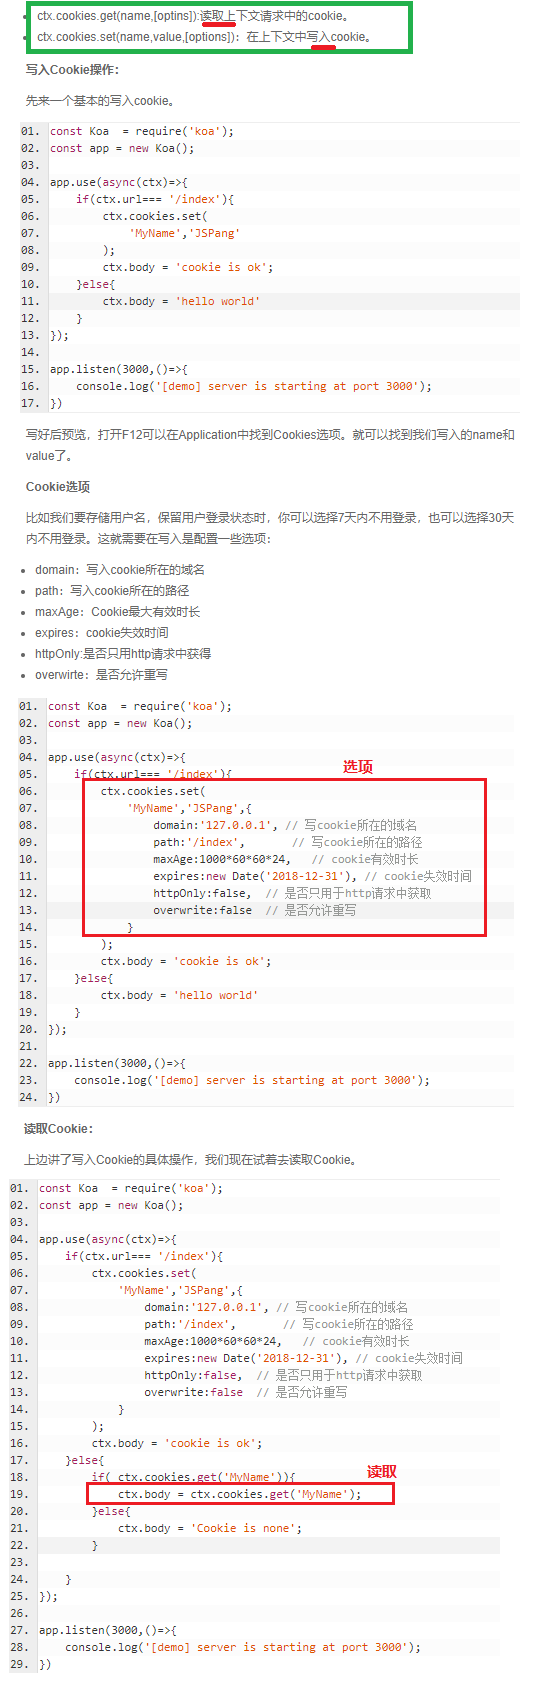 ctx.cookies.get(name,[optins]):读取上下文请求中的cookie。
ctx.cookies.set(name,value,[options])：在上下文中写入cookie。
写入Cookie操作：
先来一个基本的写入cookie。
01. const Koa  = require('koa');
02. const app = new Koa();
03.
04. app.use(async(ctx)=>{
05.     if(ctx.url=== '/index'){
06.         ctx.cookies.set(
07.             'MyName','JSPang'
08.         );
09.         ctx.body = 'cookie is ok';
10.     }else{
11.         ctx.body = 'hello world'
12.     }
13. });
14.
15. app.listen(3000,()=>{
16.     console.log('[demo] server is starting at port 3000');
17. })
写好后预览，打开F12可以在Application中找到Cookies选项。就可以找到我们写入的name和
value了。
Cookie选项
比如我们要存储用户名，保留用户登录状态时，你可以选择7天内不用登录，也可以选择30天
内不用登录。这就需要在写入是配置一些选项：
domain：写入cookie所在的域名
path：写入cookie所在的路径
maxAge：Cookie最大有效时长
expires：cookie失效时间
httpOnly:是否只用http请求中获得
overwirte：是否允许重写
01. const Koa  = require('koa');
02. const app = new Koa();
03.
04. app.use(async(ctx)=>{
选项
05.     if(ctx.url=== '/index'){
06.         ctx.cookies.set(
07.             'MyName','JSPang',{
08.                 domain:'127.0.0.1', // 写cookie所在的域名
09.                 path:'/index',       // 写cookie所在的路径
10.                 maxAge:1000*60*60*24,   // cookie有效时长
11.                 expires:new Date('2018-12-31'), // cookie失效时间
12.                 httpOnly:false,  // 是否只用于http请求中获取
13.                 overwrite:false  // 是否允许重写
14.             }
15.         );
16.         ctx.body = 'cookie is ok';
17.     }else{
18.         ctx.body = 'hello world'
19.     }
20. });
21.
22. app.listen(3000,()=>{
23.     console.log('[demo] server is starting at port 3000');
24. })
读取Cookie：
上边讲了写入Cookie的具体操作，我们现在试着去读取Cookie。
01. const Koa  = require('koa');
02. const app = new Koa();
03.
04. app.use(async(ctx)=>{
05.     if(ctx.url=== '/index'){
06.         ctx.cookies.set(
07.             'MyName','JSPang',{
08.                 domain:'127.0.0.1', // 写cookie所在的域名
09.                 path:'/index',       // 写cookie所在的路径
10.                 maxAge:1000*60*60*24,   // cookie有效时长
11.                 expires:new Date('2018-12-31'), // cookie失效时间
12.                 httpOnly:false,  // 是否只用于http请求中获取
13.                 overwrite:false  // 是否允许重写
14.             }
15.         );
16.         ctx.body = 'cookie is ok';
17.     }else{
读取
18.         if( ctx.cookies.get('MyName')){
19.             ctx.body = ctx.cookies.get('MyName');
20.         }else{
21.             ctx.body = 'Cookie is none';
22.         }
23.
24.     }
25. });
26.
27. app.listen(3000,()=>{
28.     console.log('[demo] server is starting at port 3000');
29. })